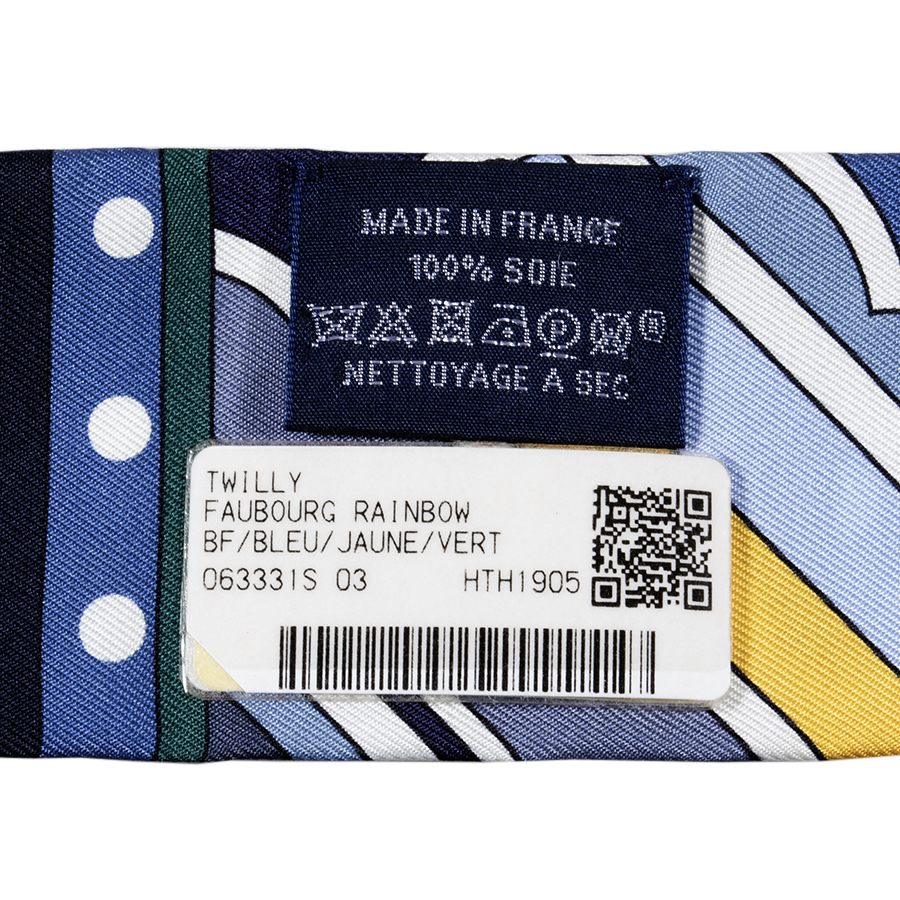 MADE IN FRANCE
100% SOIE
P
®
NETTOYAGE A SEC
TWILLY
FAUBOURG RAINBOW
BF/BLEU/JAUNE/VERT
063331S 03 HTH1905